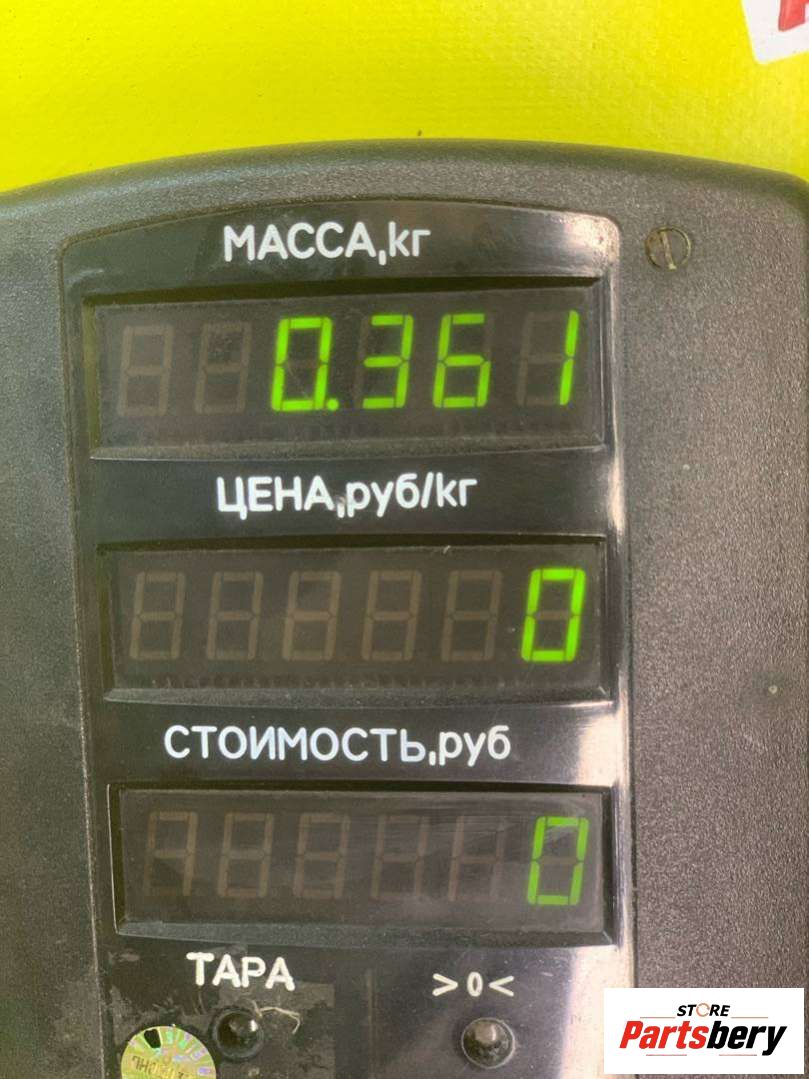 МАССА,кг
0.361
ЦЕНА,руб/кг
0
СТОИМОСТЬ,руб
0
ТАРА >0<
STORE
Partsbery